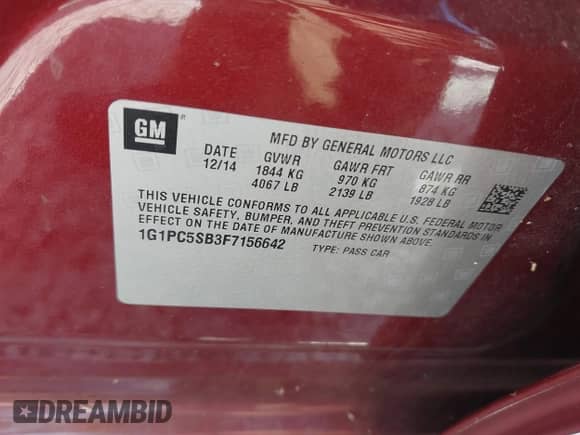 GM
MFD BY GENERAL MOTORS LLC
DATE GVWR GAWR FRT GAWR RR
12/14 1844 KG 970 KG 874 KG
4067 LB 2139 LB 1928 LB
THIS VEHICLE CONFORMS TO ALL APPLICABLE U.S. FEDERAL MOTOR
VEHICLE SAFETY, BUMPER, AND THEFT PREVENTION STANDARDS IN
EFFECT ON THE DATE OF MANUFACTURE SHOWN ABOVE.
1G1PC5SB3F7156642
TYPE: PASS CAR
DREAMBID